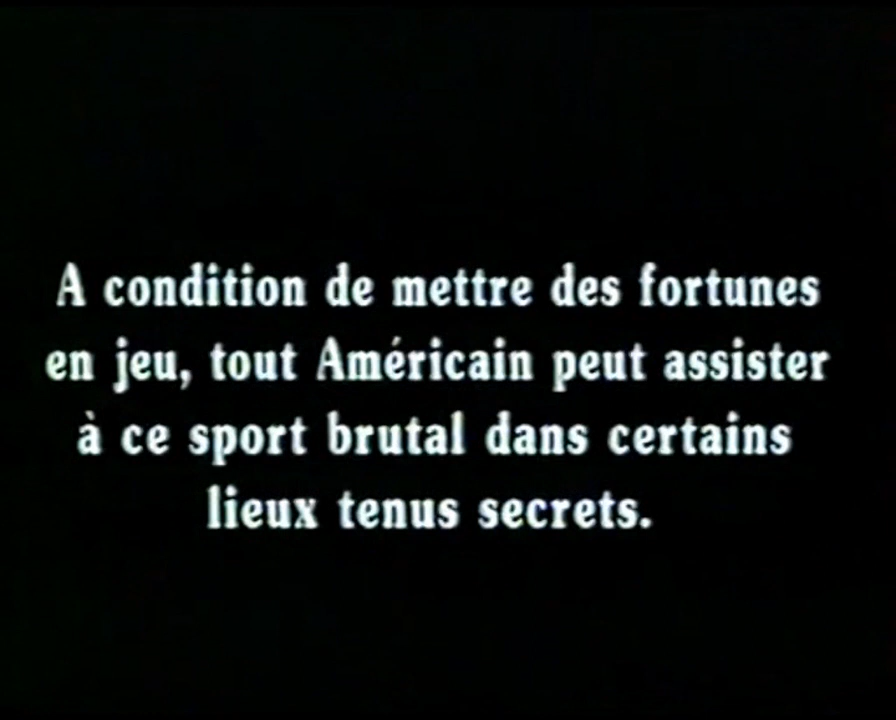 A condition de mettre des fortunes
en jeu, tout Américain peut assister
à ce sport brutal dans certains
lieux tenus secrets.